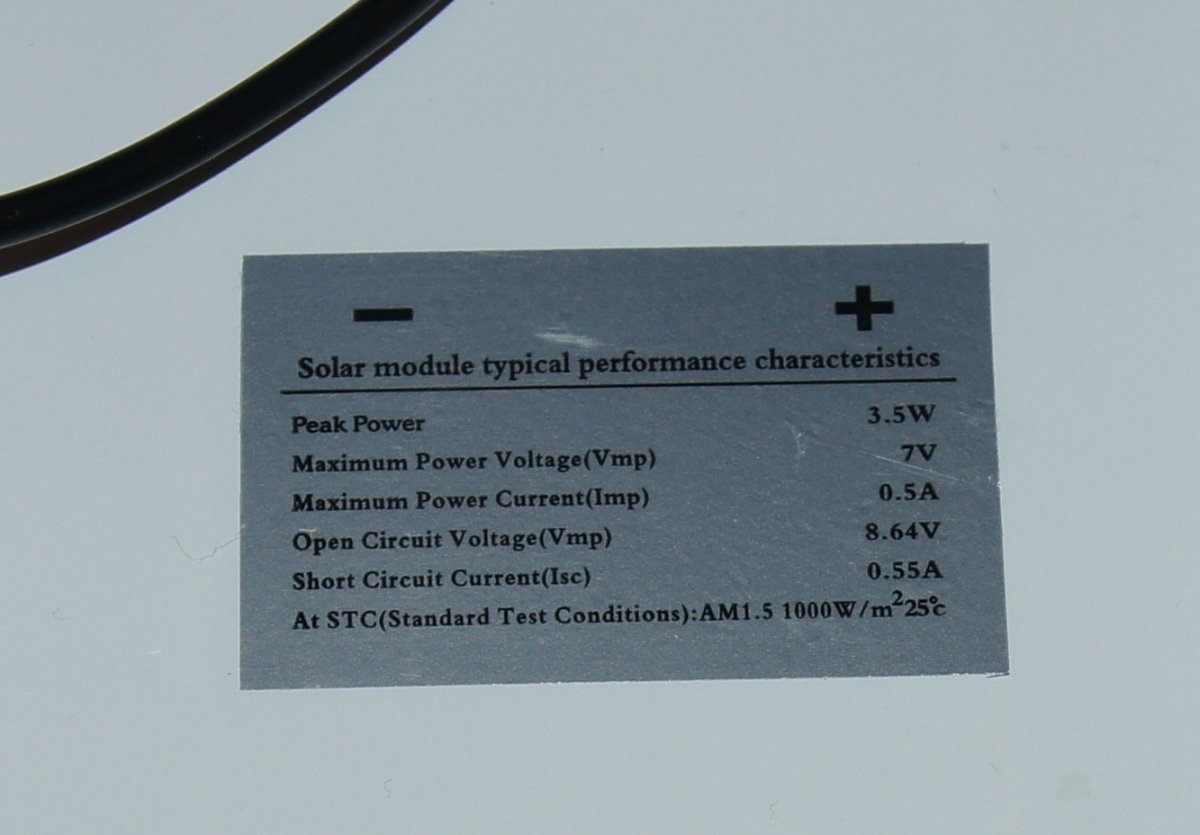 − +
Solar module typical performance characteristics
Peak Power 3.5W
Maximum Power Voltage(Vmp) 7V
Maximum Power Current(Imp) 0.5A
Open Circuit Voltage(Vmp) 8.64V
Short Circuit Current(Isc) 0.55A
At STC(Standard Test Conditions):AM1.5 1000W/m²25℃